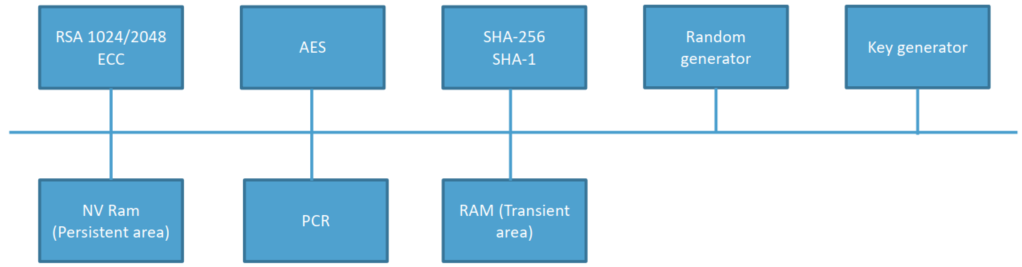 RSA 1024/2048
ECC
AES
SHA-256
SHA-1
Random
generator
Key generator
NV Ram
(Persistent area)
PCR
RAM (Transient
area)